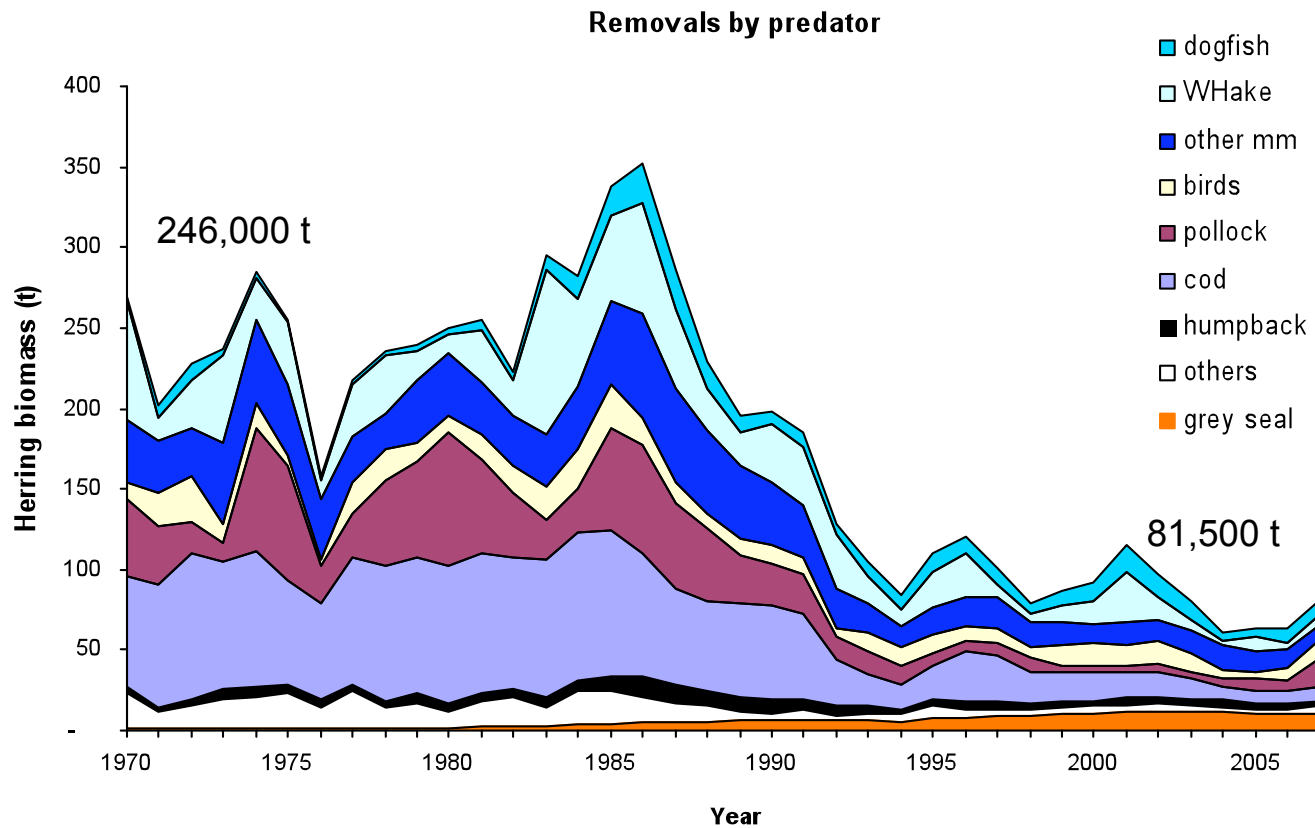 Removals by predator
dogfish
WHake
other mm
birds
pollock
cod
humpback
others
grey seal
Herring biomass (t)
400
350
300
250
200
150
100
50
-
246,000 t
81,500 t
1970 1975 1980 1985 1990 1995 2000 2005
Year